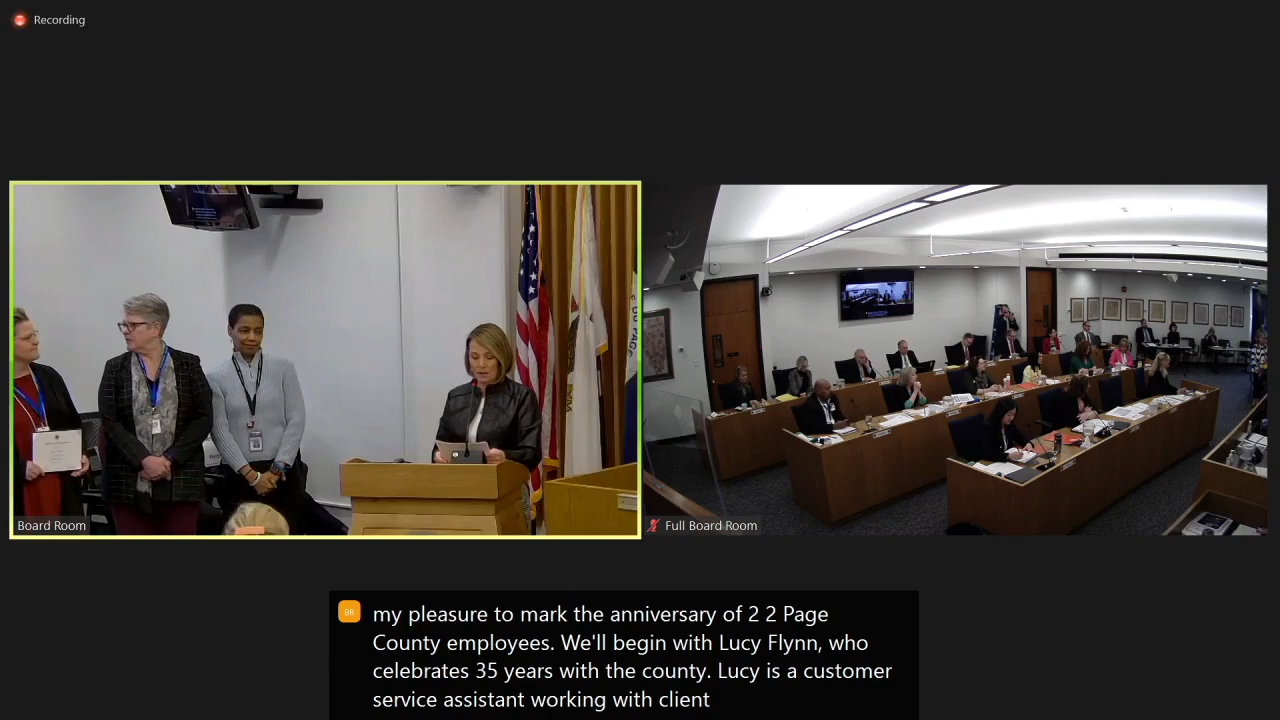 Recording
PAGE
Board Room
Full Board Room
BR
my pleasure to mark the anniversary of 2 2 Page
County employees. We'll begin with Lucy Flynn, who
celebrates 35 years with the county. Lucy is a customer
service assistant working with client